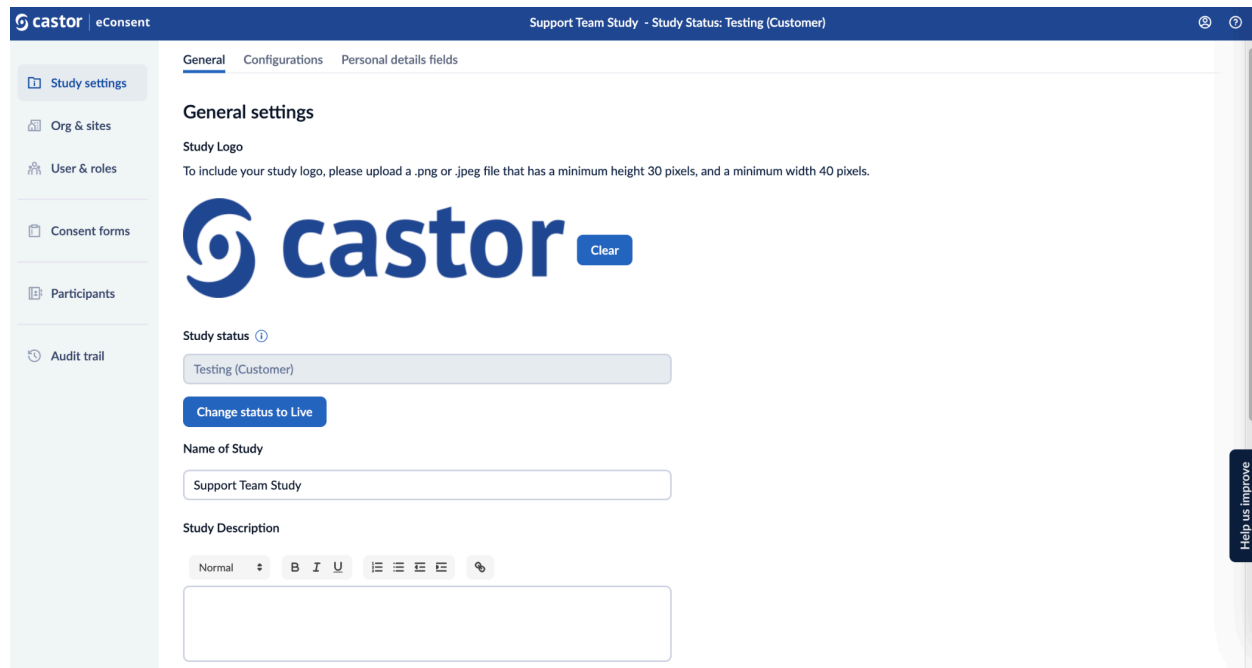 castor | eConsent
Support Team Study - Study Status: Testing (Customer)
General Configurations Personal details fields
Study settings
Org & sites
User & roles
Consent forms
Participants
Audit trail
General settings
Study Logo
To include your study logo, please upload a .png or .jpeg file that has a minimum height 30 pixels, and a minimum width 40 pixels.
castor
Clear
Study status
Testing (Customer)
Change status to Live
Name of Study
Support Team Study
Study Description
Normal B I U
Help us improve